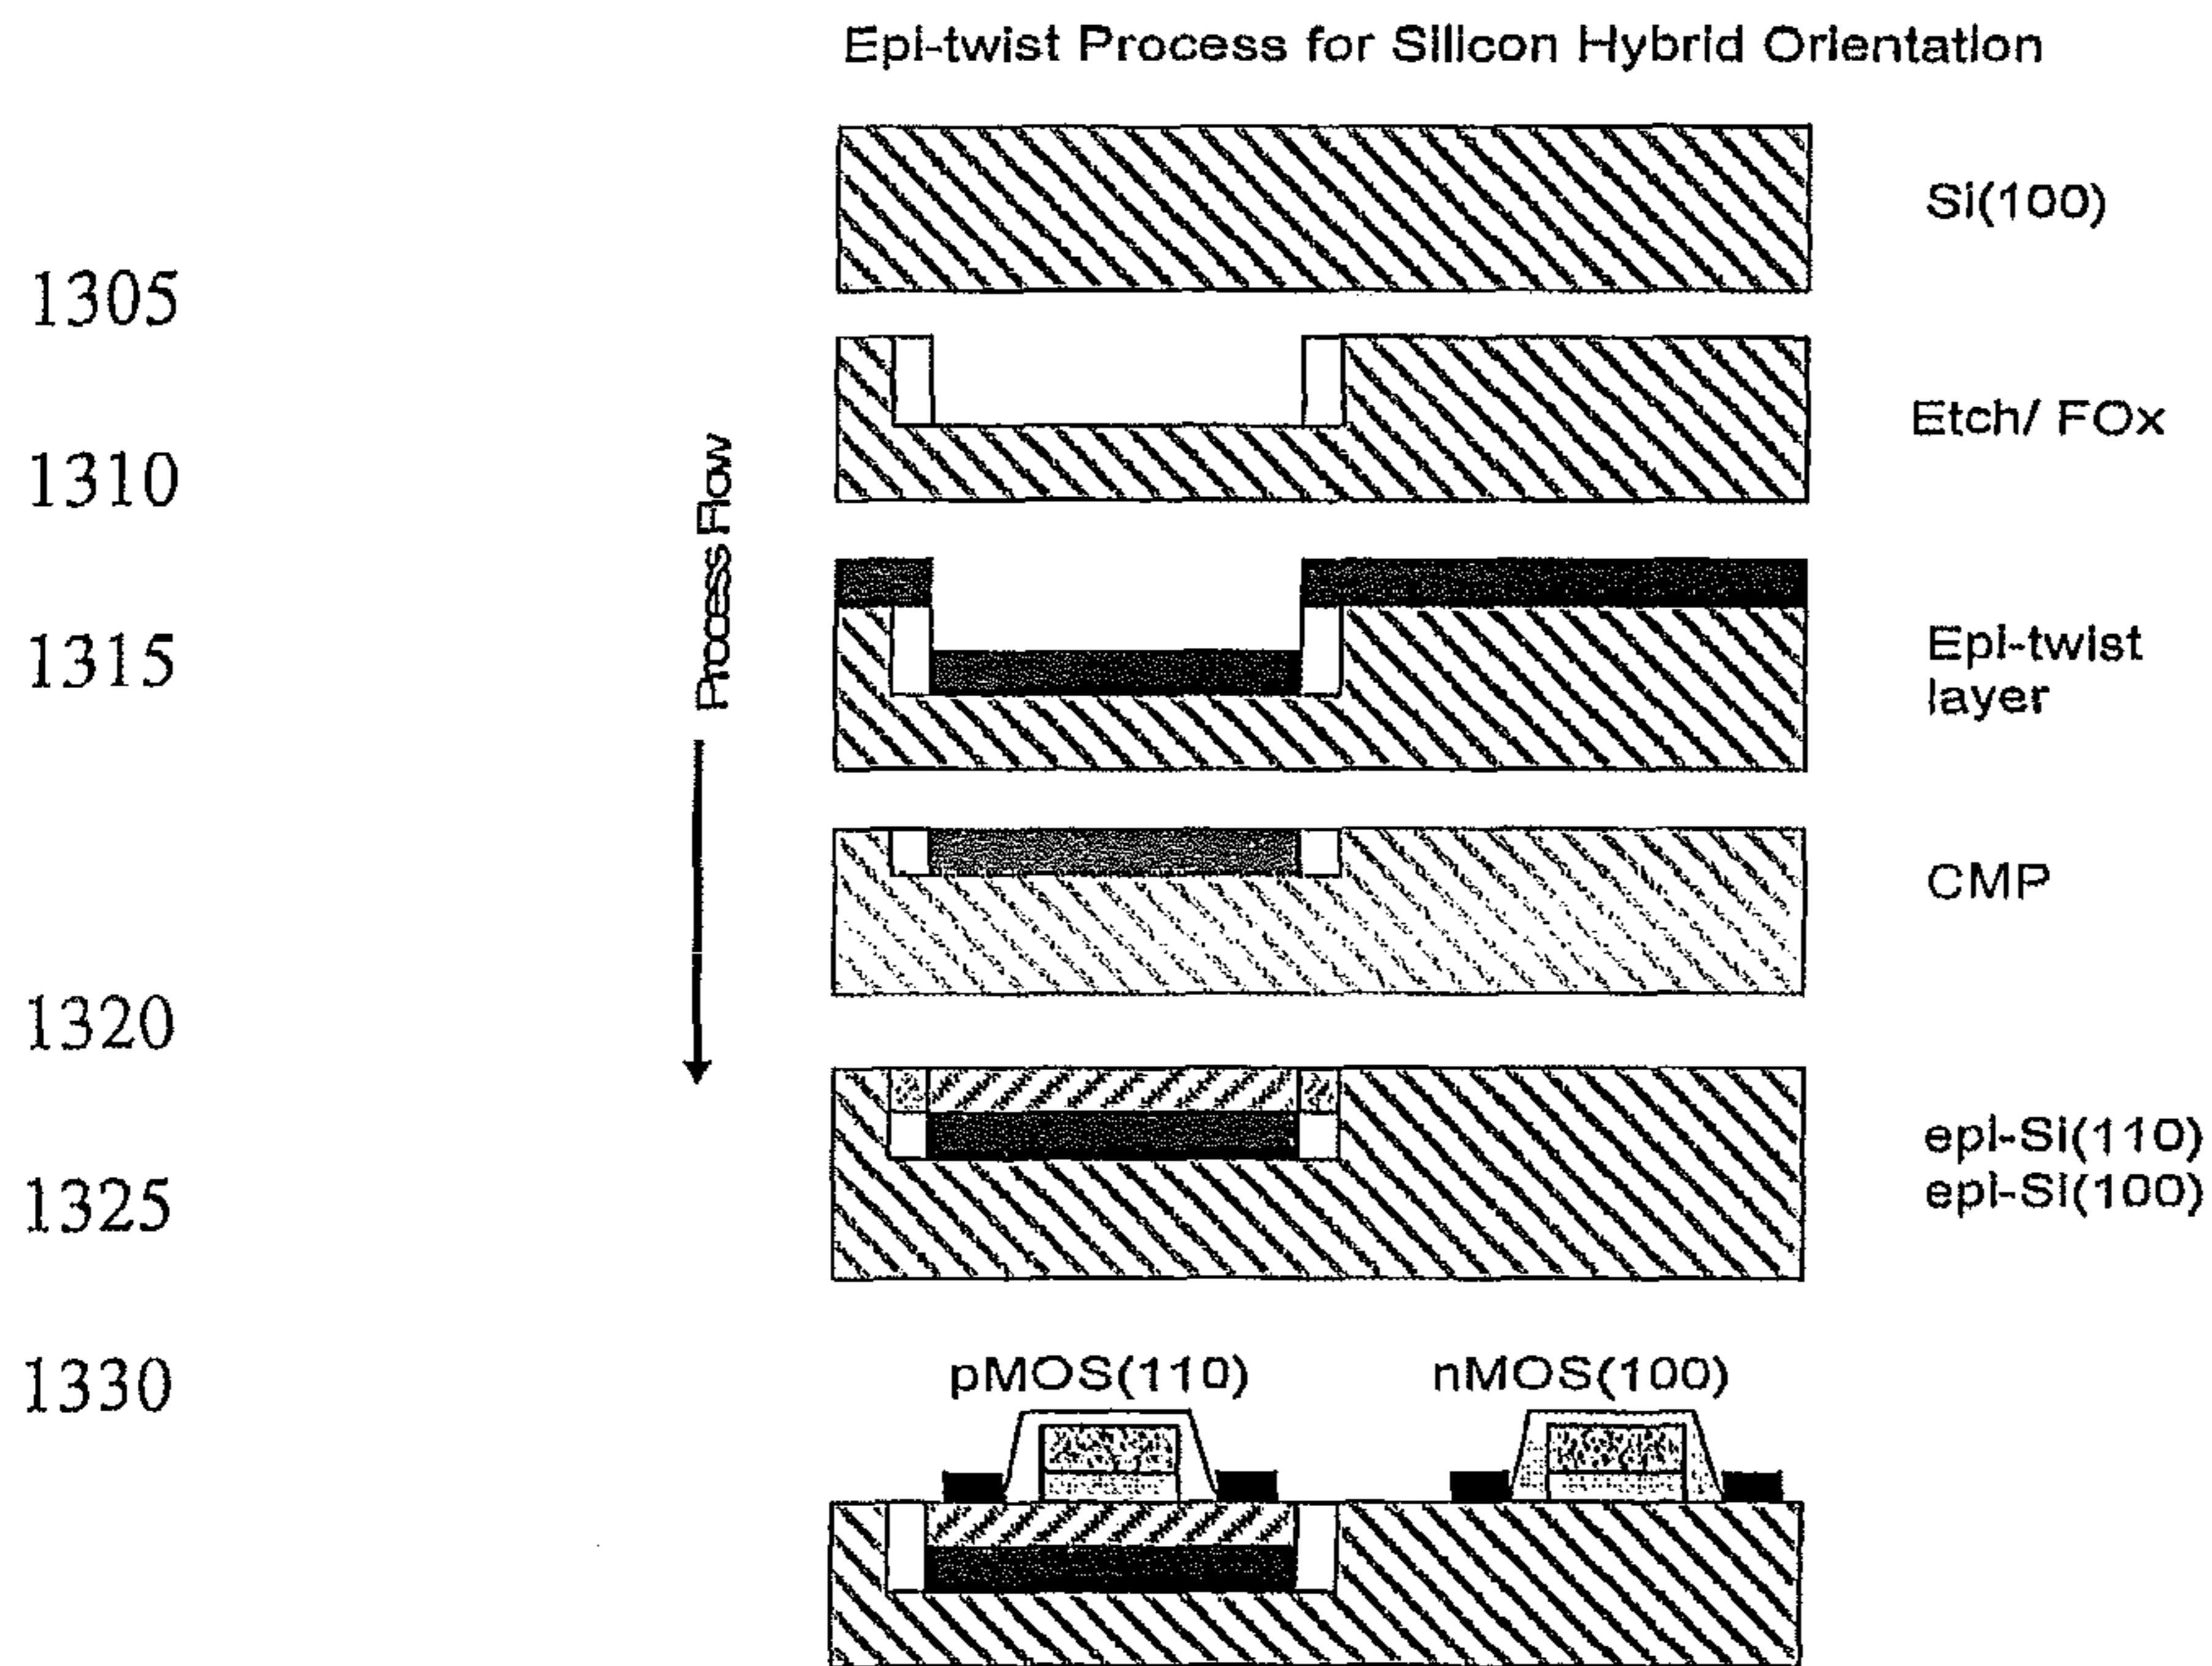 Epi-twist Process for Silicon Hybrid Orientation
Si(100)
1305
Etch/ FOx
1310
Process Flow
1315
Epi-twist
layer
CMP
1320
epi-Si(110)
epi-Si(100)
1325
1330
pMOS(110) nMOS(100)